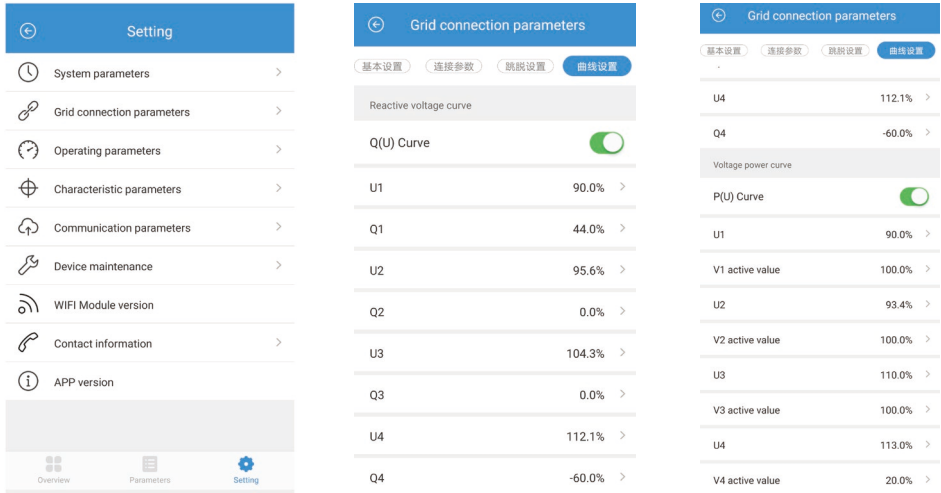 Setting
System parameters
Grid connection parameters
Operating parameters
Characteristic parameters
Communication parameters
Device maintenance
WIFI Module version
Contact information
APP version
Overview Parameters Setting
Grid connection parameters
基本设置 连接参数 跳脱设置 曲线设置
Reactive voltage curve
Q(U) Curve
U1 90.0%
Q1 44.0%
U2 95.6%
Q2 0.0%
U3 104.3%
Q3 0.0%
U4 112.1%
Q4 -60.0%
Grid connection parameters
基本设置 连接参数 跳脱设置 曲线设置
U4 112.1%
Q4 -60.0%
Voltage power curve
P(U) Curve
U1 90.0%
V1 active value 100.0%
U2 93.4%
V2 active value 100.0%
U3 110.0%
V3 active value 100.0%
U4 113.0%
V4 active value 20.0%